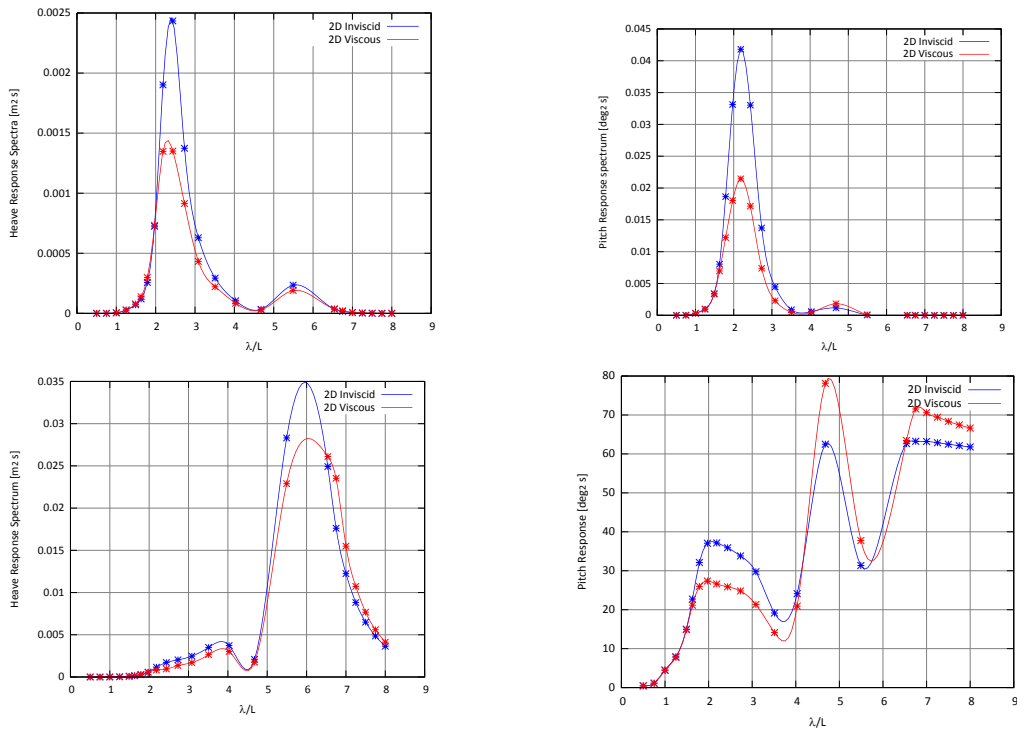 0.0025
0.002
0.0015
0.001
0.0005
0
0 1 2 3 4 5 6 7 8 9
λ/L
Heave Response Spectra [m2 s]
2D Inviscid
2D Viscous
0.045
0.04
0.035
0.03
0.025
0.02
0.015
0.01
0.005
0
0 1 2 3 4 5 6 7 8 9
λ/L
Pitch Response spectrum [deg2 s]
2D Inviscid
2D Viscous
0.035
0.03
0.025
0.02
0.015
0.01
0.005
0
0 1 2 3 4 5 6 7 8 9
λ/L
Heave Response Spectrum [m2 s]
2D Inviscid
2D Viscous
80
70
60
50
40
30
20
10
0
0 1 2 3 4 5 6 7 8 9
λ/L
Pitch Response [deg2 s]
2D Inviscid
2D Viscous